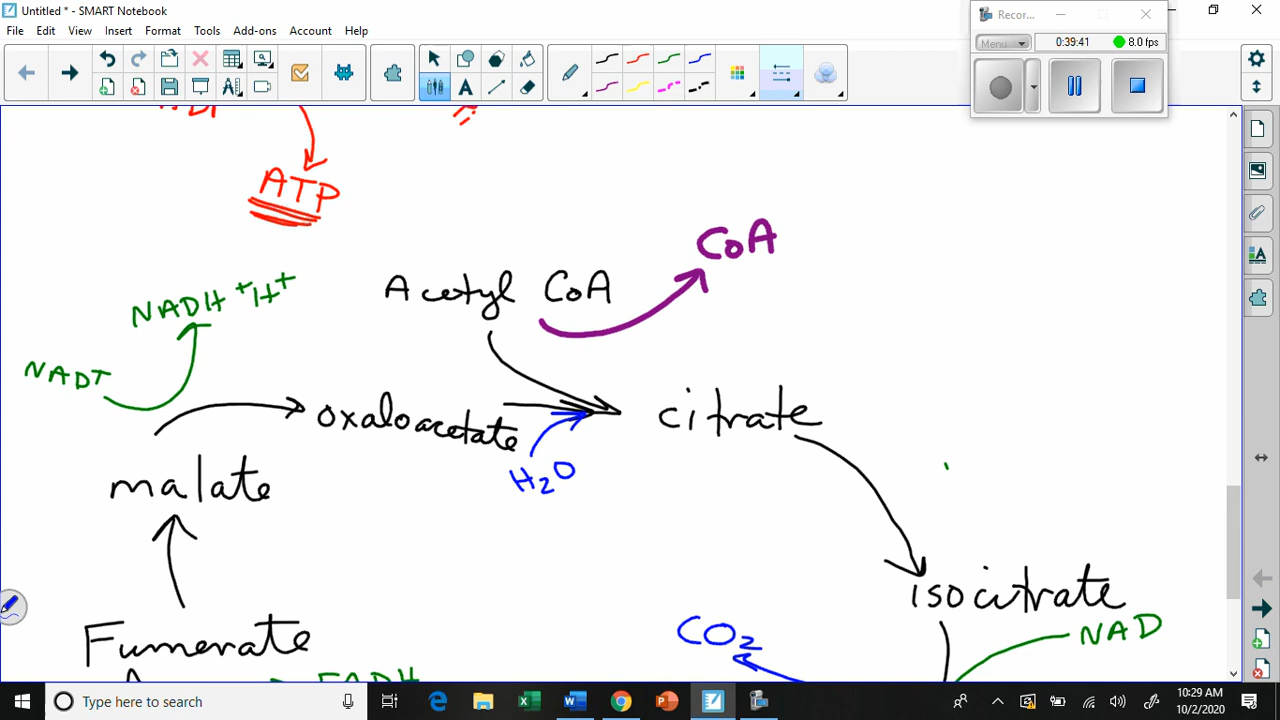 Untitled * - SMART Notebook
Recor...
File Edit View Insert Format Tools Add-ons Account Help
Menu
0:39:41
8.0 fps
ATP
CoA
Acetyl CoA
NADH + H+
NAD+
oxaloacetate
citrate
H2O
malate
isocitrate
Fumerate
CO2
NAD
FADH
Type here to search
10:29 AM
10/2/2020